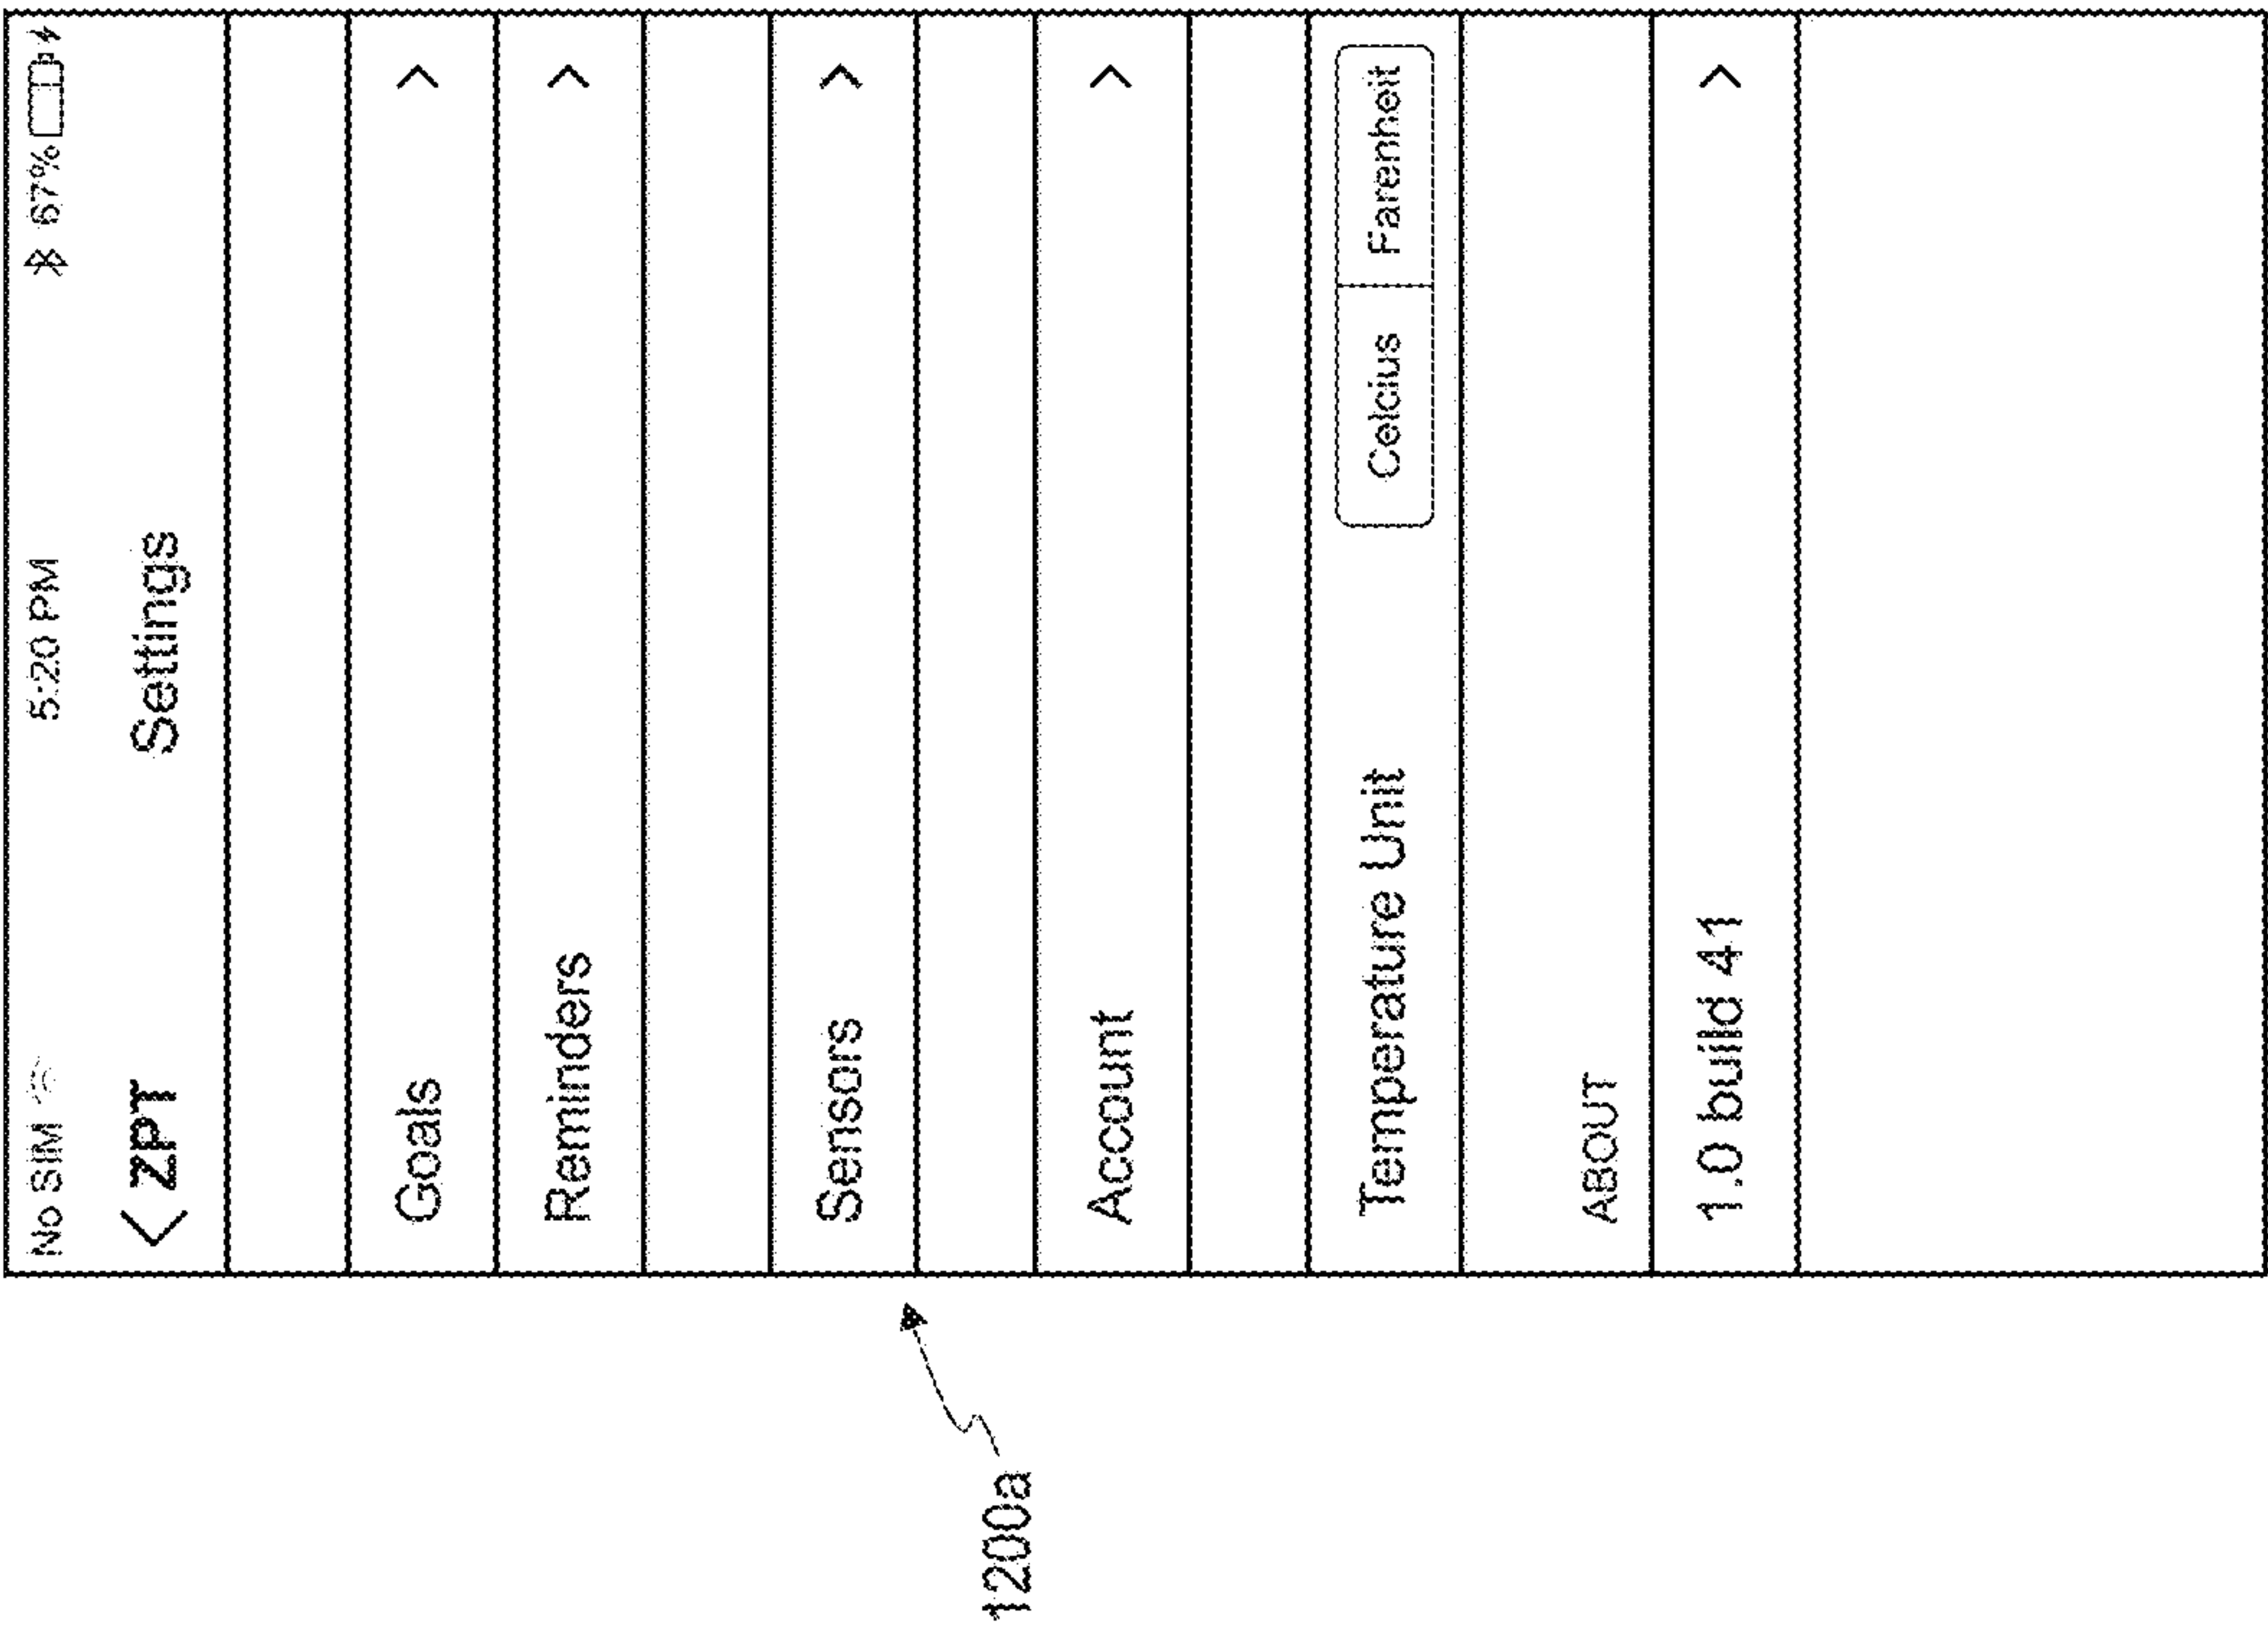 No SIM 5:20 PM 67%
< ZPT Settings
Goals >
Reminders >
Sensors >
Account >
Temperature Unit Celcius Farenheit
ABOUT
1.0 build 41 >
1200a